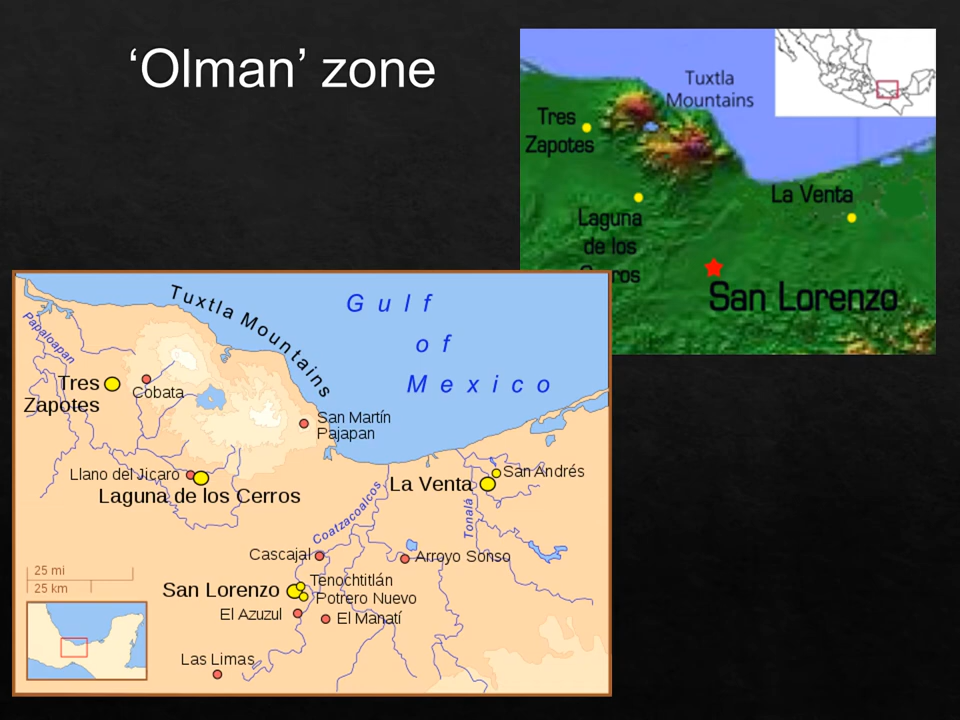 ‘Olman’ zone
Tuxtla
Mountains
Tres
Zapotes
La Venta
Laguna
de los
Cerros
San Lorenzo
Tuxtla Mountains
Gulf
of
Mexico
Papaloapan
Tres
Zapotes
Cobata
San Martín
Pajapan
Llano del Jicaro
Laguna de los Cerros
La Venta
San Andrés
Coatzacoalcos
Tonalá
Cascajal
Arroyo Sonso
San Lorenzo
Tenochtitlán
Potrero Nuevo
El Azuzul
El Manatí
Las Limas
25 mi
25 km